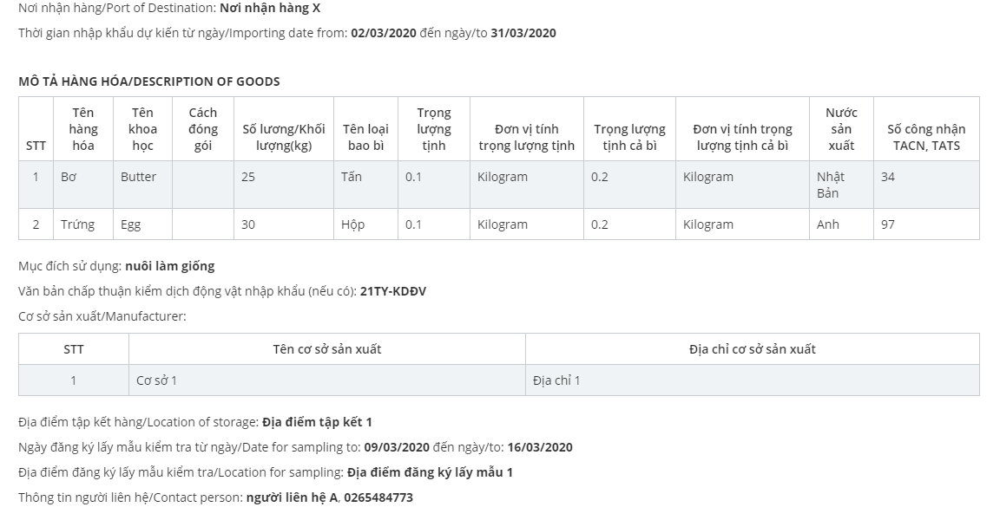 Nơi nhận hàng/Port of Destination: Nơi nhận hàng X
Thời gian nhập khẩu dự kiến từ ngày/Importing date from: 02/03/2020 đến ngày/to 31/03/2020
MÔ TẢ HÀNG HÓA/DESCRIPTION OF GOODS
STT Tên hàng hóa Tên khoa học Cách đóng gói Số lương/Khối lượng(kg) Tên loại bao bì Trọng lượng tịnh Đơn vị tính trọng lượng tịnh Trọng lượng tịnh cả bì Đơn vị tính trọng lượng tịnh cả bì Nước sản xuất Số công nhận TACN, TATS
1 Bơ Butter 25 Tấn 0.1 Kilogram 0.2 Kilogram Nhật Bản 34
2 Trứng Egg 30 Hộp 0.1 Kilogram 0.2 Kilogram Anh 97
Mục đích sử dụng: nuôi làm giống
Văn bản chấp thuận kiểm dịch động vật nhập khẩu (nếu có): 21TY-KDĐV
Cơ sở sản xuất/Manufacturer:
STT Tên cơ sở sản xuất Địa chỉ cơ sở sản xuất
1 Cơ sở 1 Địa chỉ 1
Địa điểm tập kết hàng/Location of storage: Địa điểm tập kết 1
Ngày đăng ký lấy mẫu kiểm tra từ ngày/Date for sampling to: 09/03/2020 đến ngày/to: 16/03/2020
Địa điểm đăng ký lấy mẫu kiểm tra/Location for sampling: Địa điểm đăng ký lấy mẫu 1
Thông tin người liên hệ/Contact person: người liên hệ A, 0265484773